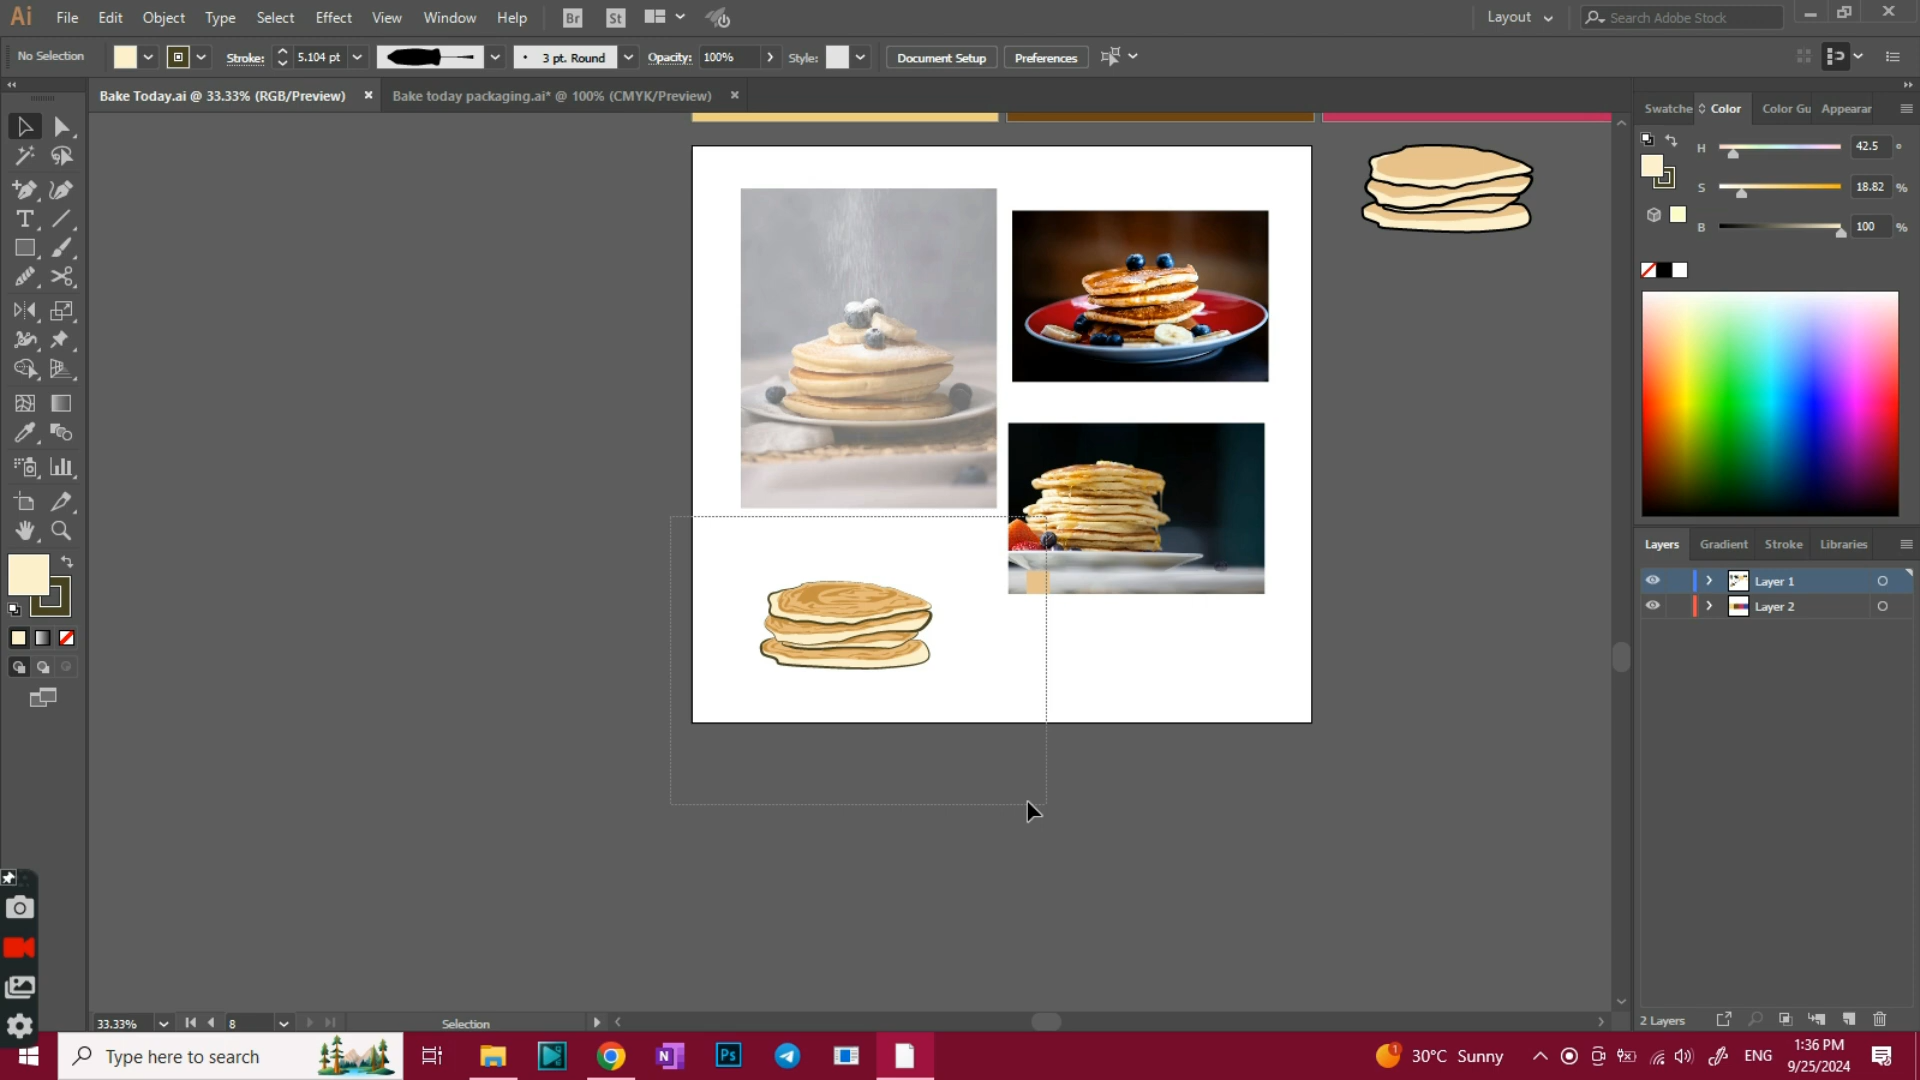 Ai File Edit Object Type Select Effect View Window Help Br St Layout Search Adobe Stock
No Selection Stroke: 5.104 pt 3 pt. Round Opacity: 100% Style: Document Setup Preferences
Bake Today.ai @ 33.33% (RGB/Preview) × Bake today packaging.ai* @ 100% (CMYK/Preview) ×
Swatche Color Color Gu Appearar
H 42.5 °
S 18.82 %
B 100 %
Layers Gradient Stroke Libraries
Layer 1
Layer 2
33.33% 8 Selection
2 Layers
Type here to search
N Ps
1 30°C Sunny ENG
1:36 PM
9/25/2024